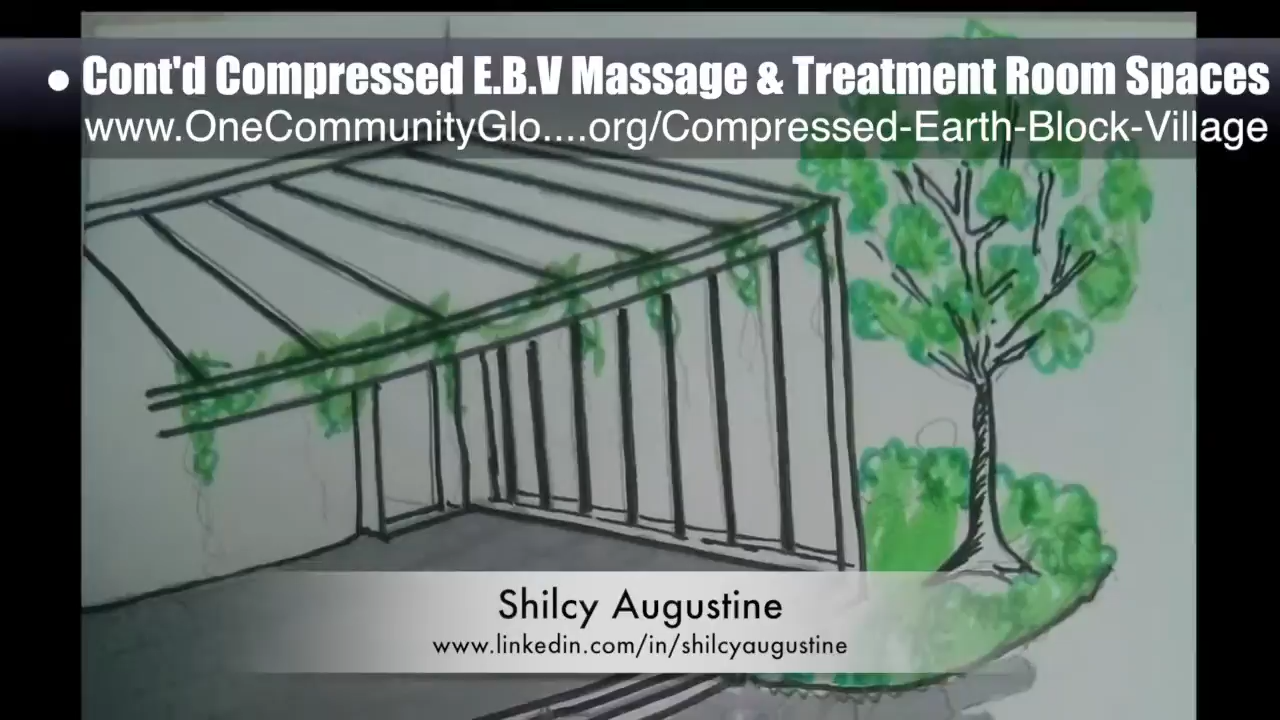 • Cont'd Compressed E.B.V Massage & Treatment Room Spaces
www.OneCommunityGlo....org/Compressed-Earth-Block-Village
Shilcy Augustine
www.linkedin.com/in/shilcyaugustine